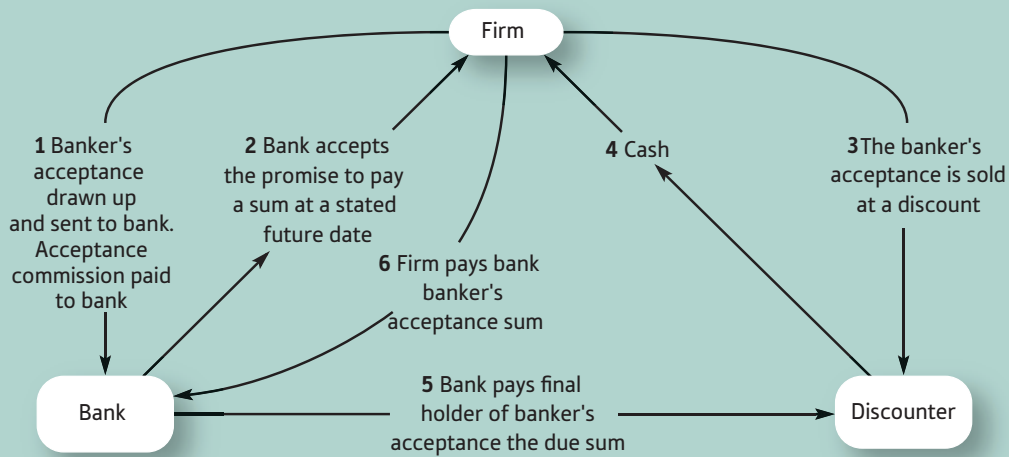 Firm
1 Banker's
acceptance
drawn up
and sent to bank.
Acceptance
commission paid
to bank
2 Bank accepts
the promise to pay
a sum at a stated
future date
4 Cash
3 The banker's
acceptance is sold
at a discount
6 Firm pays bank
banker's
acceptance sum
Bank
5 Bank pays final
holder of banker's
acceptance the due sum
Discounter